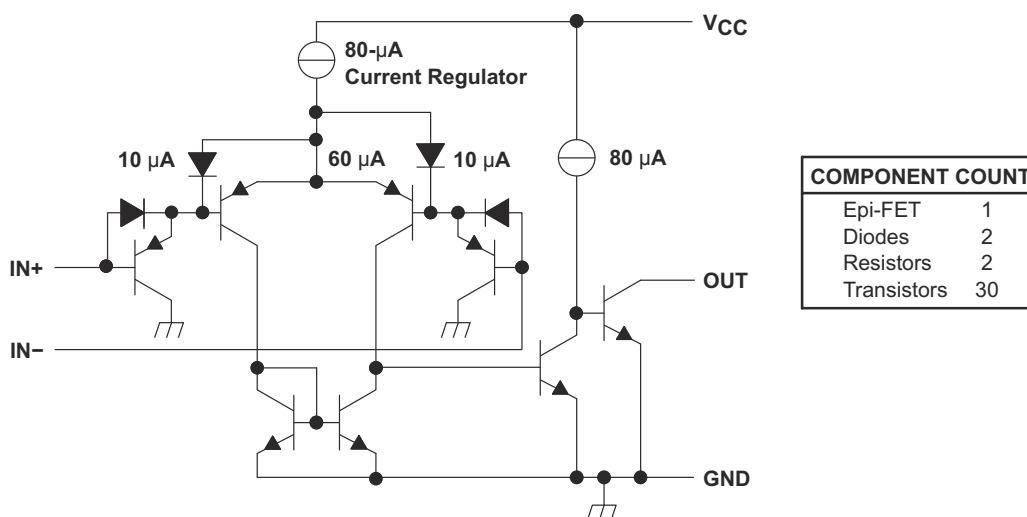 VCC
80-µA
Current Regulator
10 µA
60 µA
10 µA
80 µA
IN+
OUT
IN−
GND
COMPONENT COUNT
Epi-FET 1
Diodes 2
Resistors 2
Transistors 30